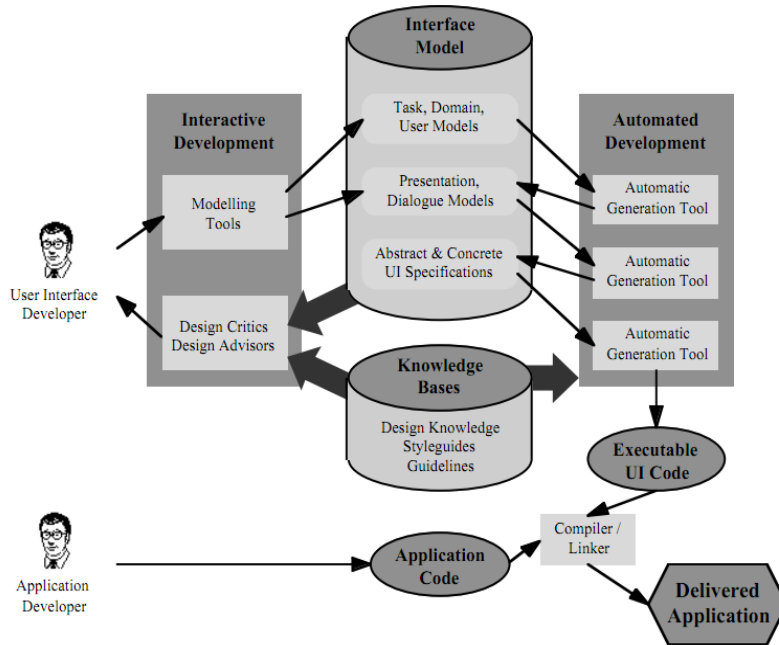 Interface
Model
Interactive
Development
Task, Domain,
User Models
Automated
Development
Modelling
Tools
Presentation,
Dialogue Models
Automatic
Generation Tool
User Interface
Developer
Abstract & Concrete
UI Specifications
Automatic
Generation Tool
Design Critics
Design Advisors
Automatic
Generation Tool
Knowledge
Bases
Design Knowledge
Styleguides
Guidelines
Executable
UI Code
Application
Developer
Application
Code
Compiler /
Linker
Delivered
Application